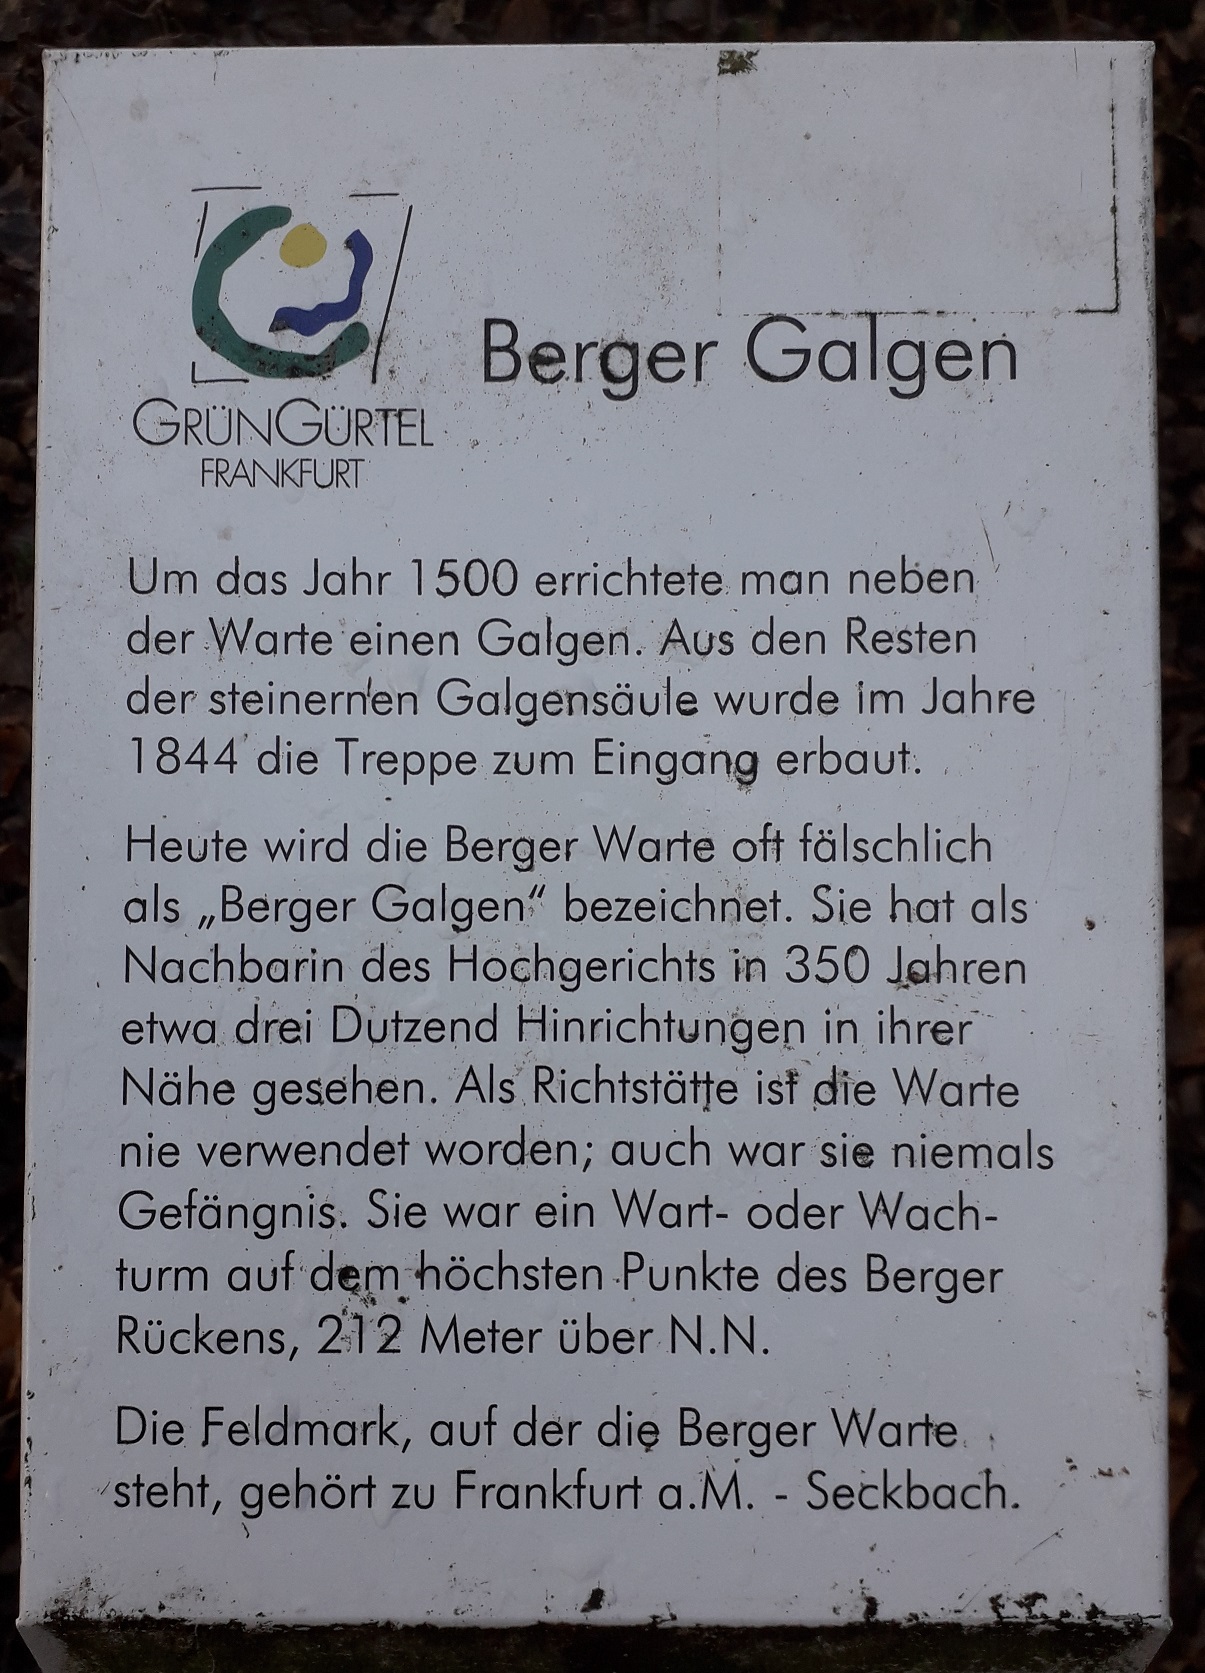 GRÜNGÜRTEL
FRANKFURT
Berger Galgen
Um das Jahr 1500 errichtete man neben
der Warte einen Galgen. Aus den Resten
der steinernen Galgensäule wurde im Jahre
1844 die Treppe zum Eingang erbaut.
Heute wird die Berger Warte oft fälschlich
als „Berger Galgen“ bezeichnet. Sie hat als
Nachbarin des Hochgerichts in 350 Jahren
etwa drei Dutzend Hinrichtungen in ihrer
Nähe gesehen. Als Richtstätte ist die Warte
nie verwendet worden; auch war sie niemals
Gefängnis. Sie war ein Wart- oder Wach-
turm auf dem höchsten Punkte des Berger
Rückens, 212 Meter über N.N.
Die Feldmark, auf der die Berger Warte
steht, gehört zu Frankfurt a.M. - Seckbach.